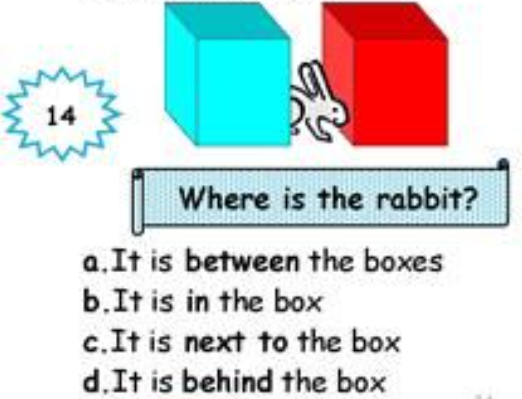 14
Where is the rabbit?
a.It is between the boxes
b.It is in the box
c.It is next to the box
d.It is behind the box